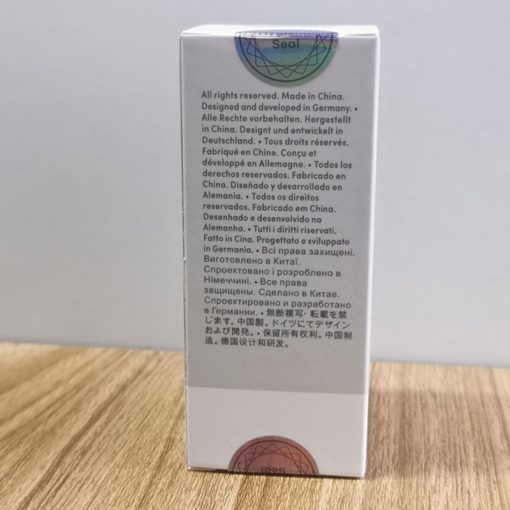 Seal
All rights reserved. Made in China.
Designed and developed in Germany. •
Alle Rechte vorbehalten. Hergestellt
in China. Designt und entwickelt in
Deutschland. • Tous droits réservés.
Fabriqué en Chine. Conçu et
développé en Allemagne. • Todos los
derechos reservados. Fabricado en
China. Diseñado y desarrollado en
Alemania. • Todos os direitos
reservados. Fabricado em China.
Desenhado e desenvolvido na
Alemanha. • Tutti i diritti riservati.
Fatto in Cina. Progettato e sviluppato
in Germania. • Всі права захищені.
Виготовлено в Китаї.
Спроектовано і розроблено в
Німеччині. • Все права
защищены. Сделано в Китае.
Спроектировано и разработано
в Германии. • 無断複写・転載を禁
じます。中国製。ドイツにてデザイン
および開発。• 保留所有权利。中国制
造。德国设计和研发。
Seal